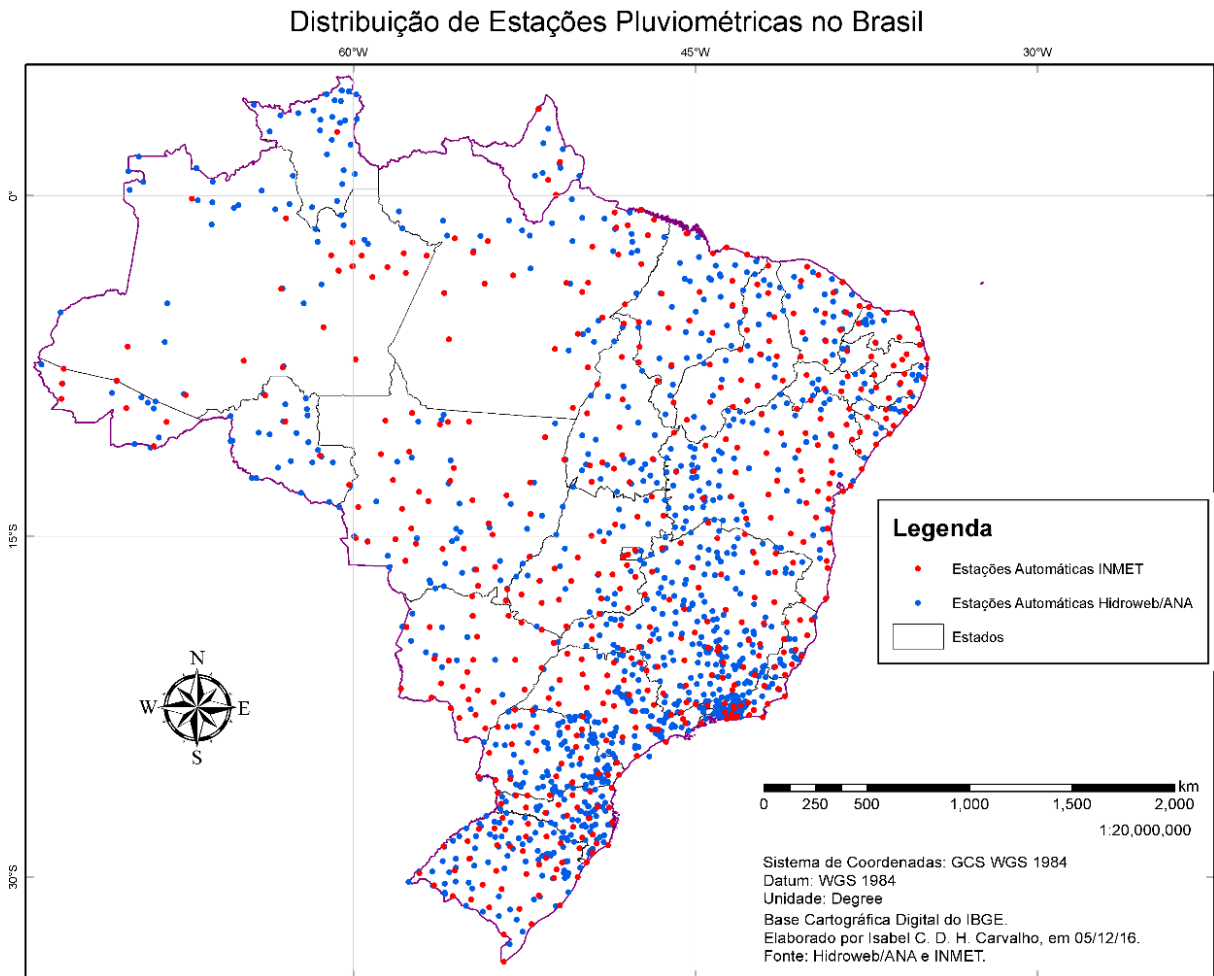 Distribuição de Estações Pluviométricas no Brasil
60°W 45°W 30°W
0°
15°S
30°S
Legenda
Estações Automáticas INMET
Estações Automáticas Hidroweb/ANA
Estados
N
W E
S
km
0 250 500 1,000 1,500 2,000
1:20,000,000
Sistema de Coordenadas: GCS WGS 1984
Datum: WGS 1984
Unidade: Degree
Base Cartográfica Digital do IBGE.
Elaborado por Isabel C. D. H. Carvalho, em 05/12/16.
Fonte: Hidroweb/ANA e INMET.